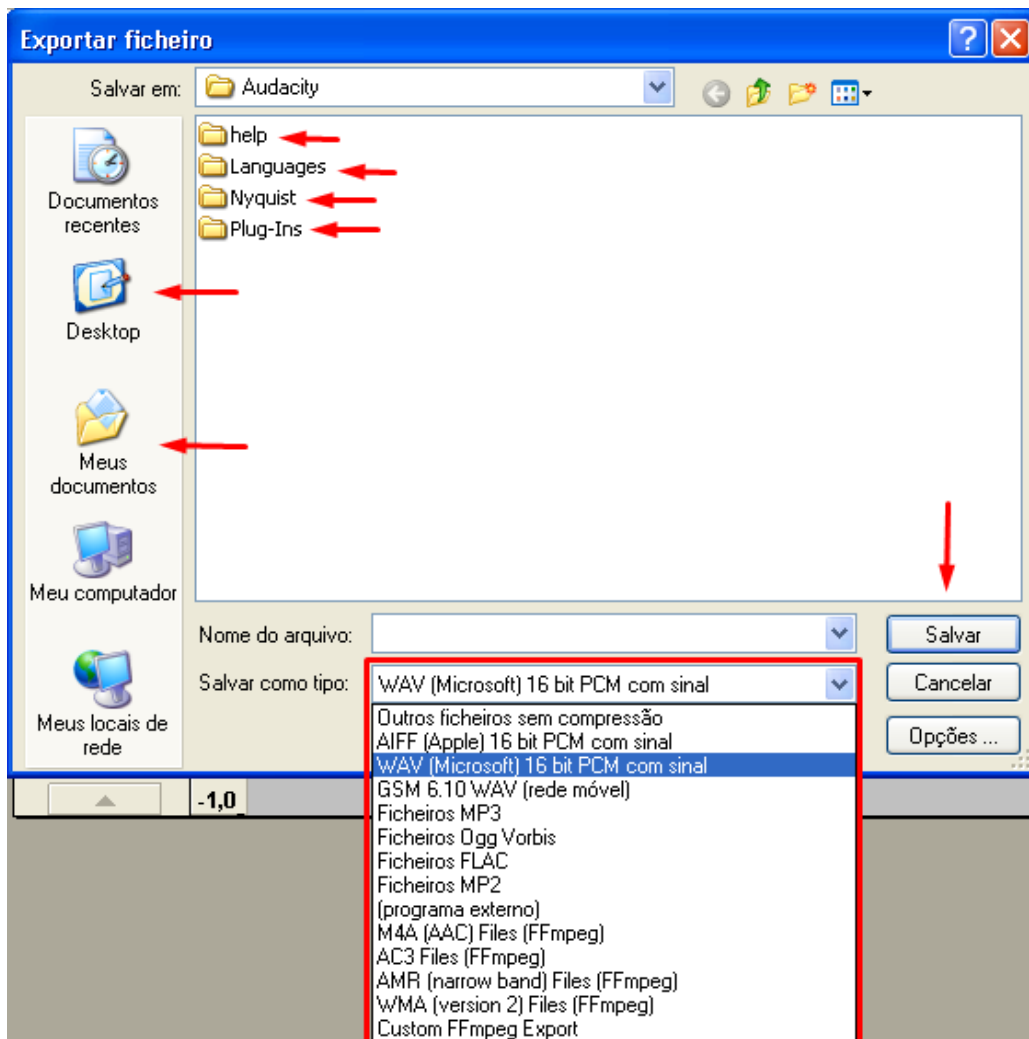 Exportar ficheiro
Salvar em:
Audacity
Documentos
recentes
Desktop
Meus
documentos
Meu computador
Meus locais de
rede
help
Languages
Nyquist
Plug-Ins
Nome do arquivo:
Salvar
Salvar como tipo:
WAV (Microsoft) 16 bit PCM com sinal
Cancelar
Opções ...
Outros ficheiros sem compressão
AIFF (Apple) 16 bit PCM com sinal
WAV (Microsoft) 16 bit PCM com sinal
GSM 6.10 WAV (rede móvel)
Ficheiros MP3
Ficheiros Ogg Vorbis
Ficheiros FLAC
Ficheiros MP2
(programa externo)
M4A (AAC) Files (FFmpeg)
AC3 Files (FFmpeg)
AMR (narrow band) Files (FFmpeg)
WMA (version 2) Files (FFmpeg)
Custom FFmpeg Export
-1,0